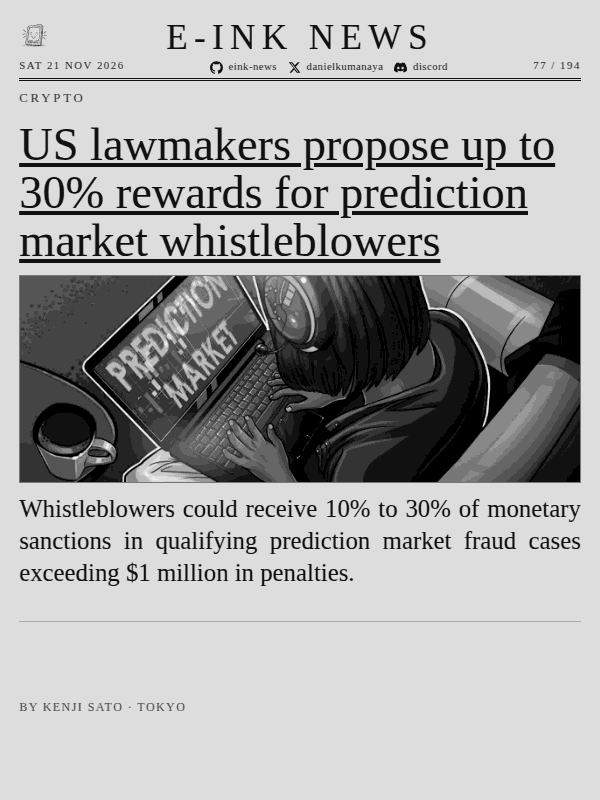 E-INK NEWS
SAT 21 NOV 2026
eink-news danielkumanaya discord
77 / 194
CRYPTO
US lawmakers propose up to
30% rewards for prediction
market whistleblowers
PREDICTION
MARKET
Whistleblowers could receive 10% to 30% of monetary
sanctions in qualifying prediction market fraud cases
exceeding $1 million in penalties.
BY KENJI SATO · TOKYO